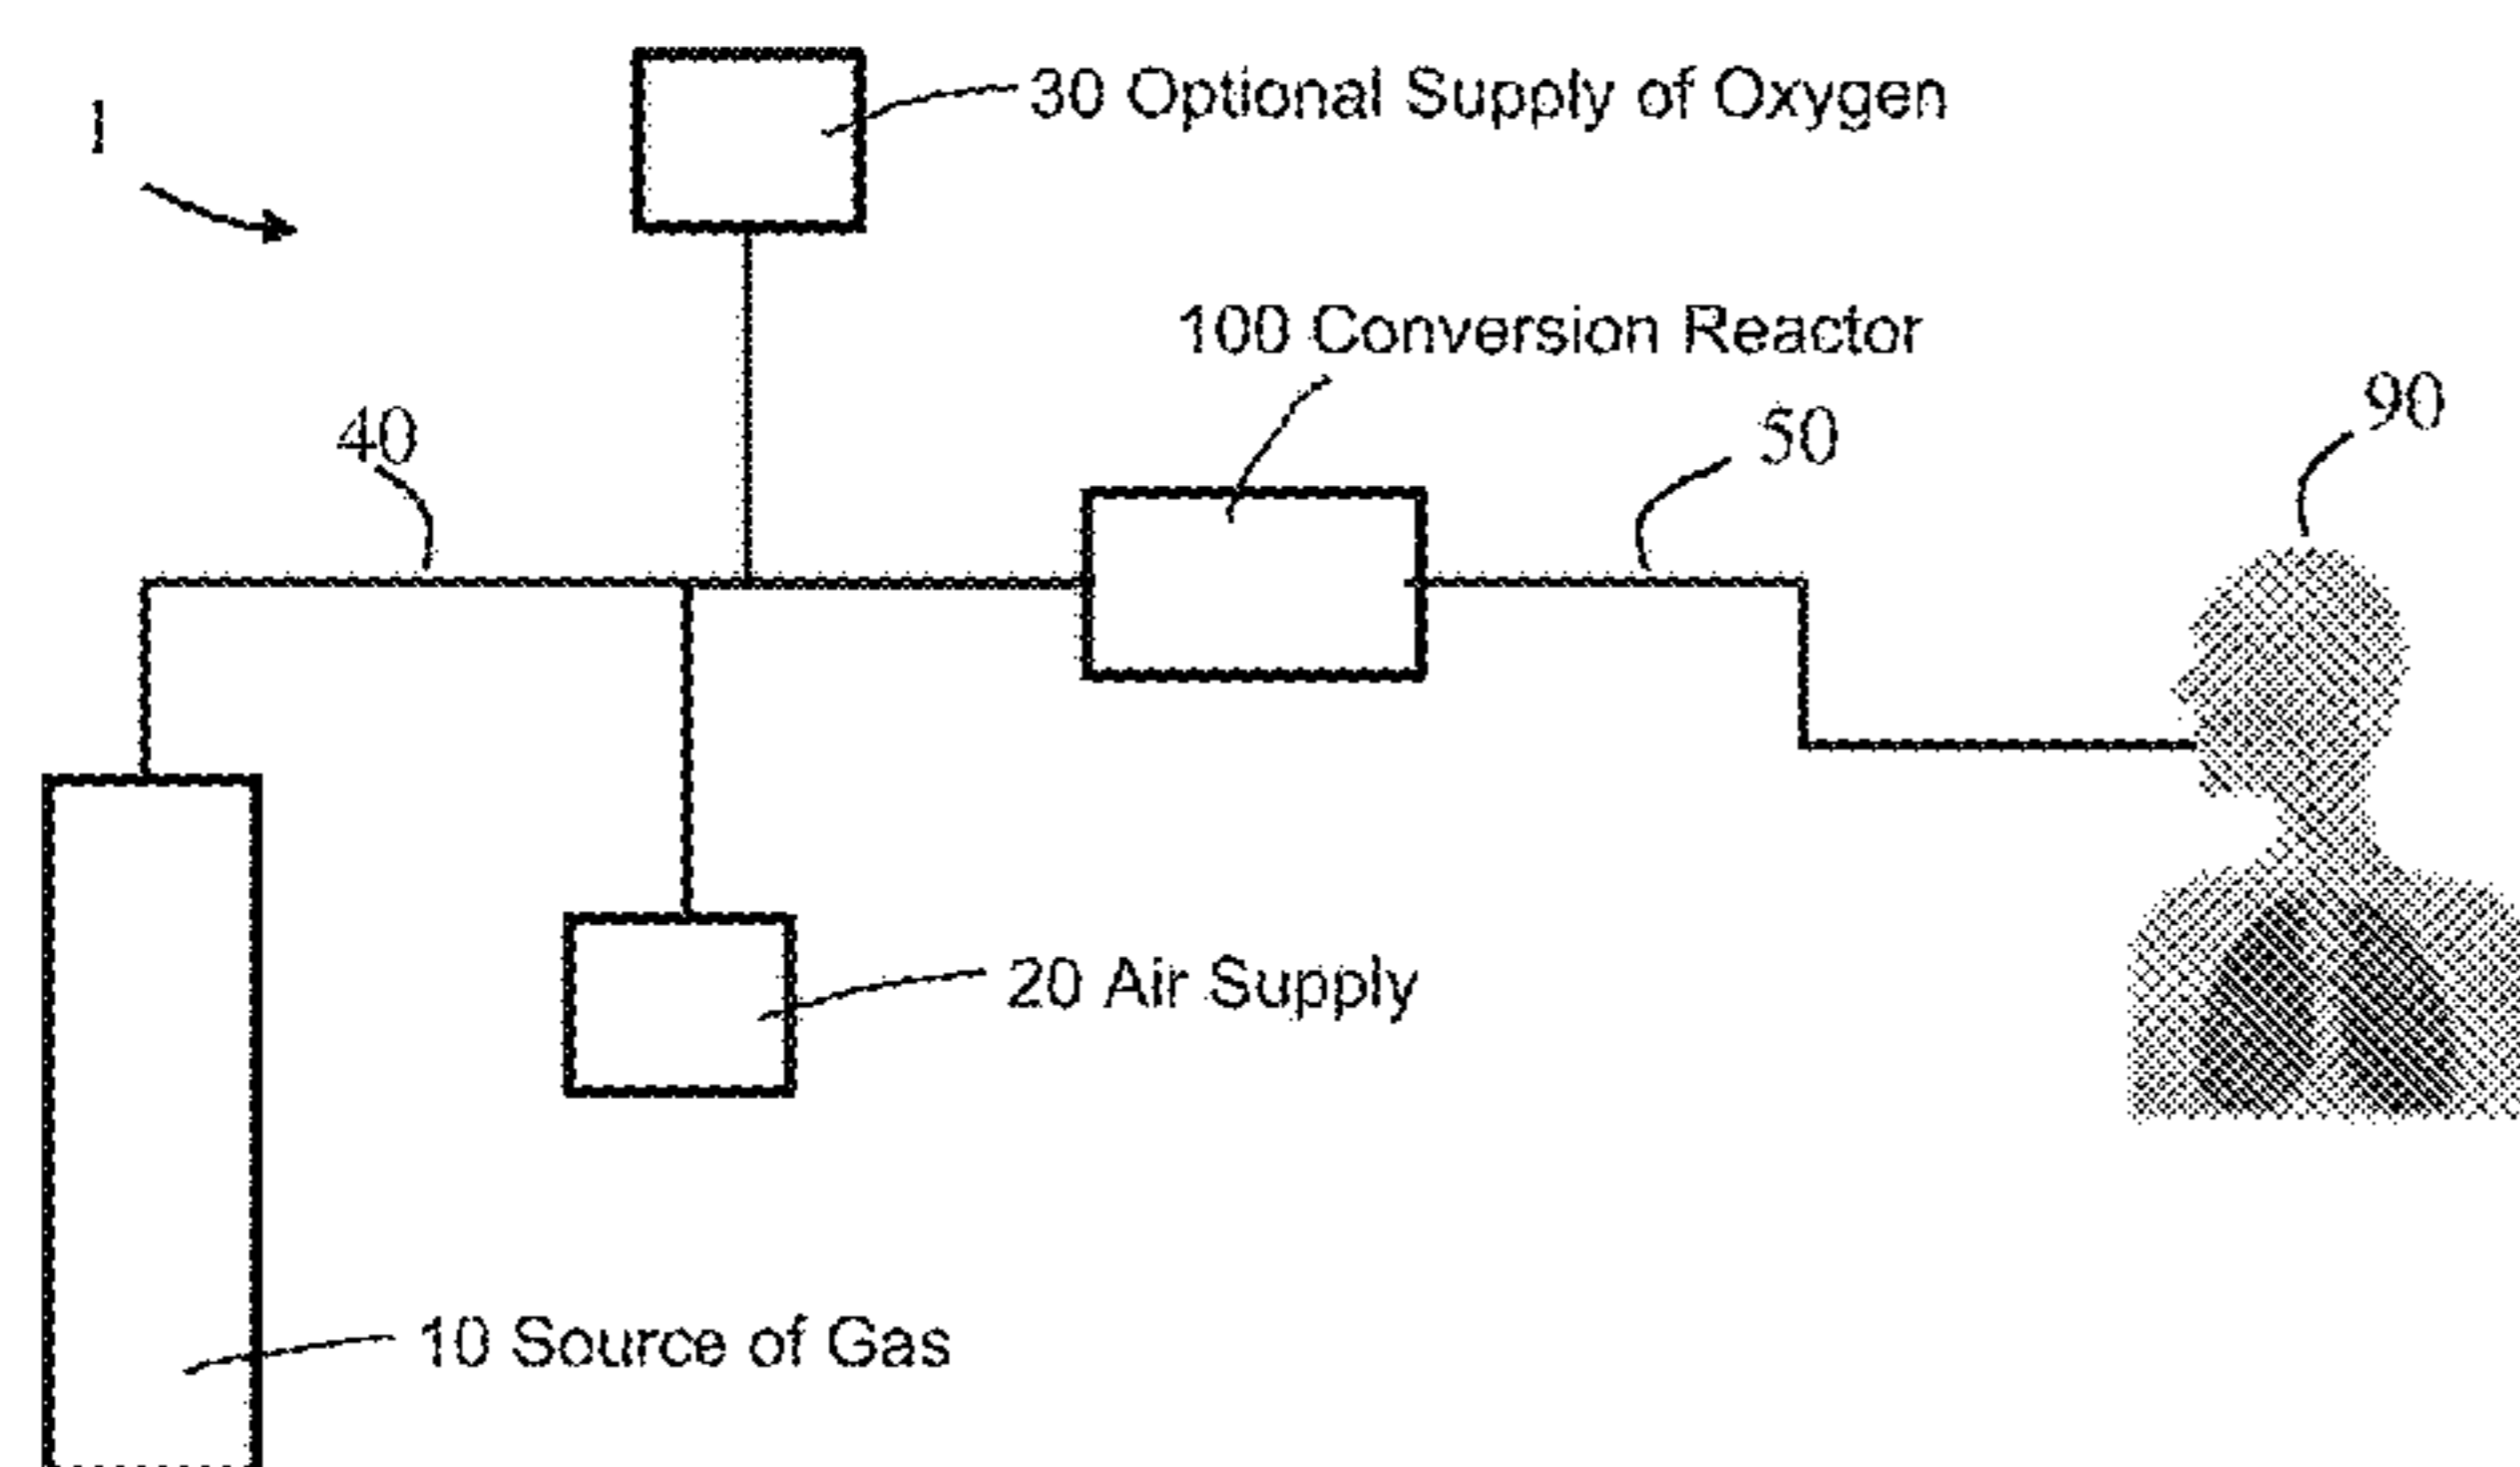 30 Optional Supply of Oxygen
1
100 Conversion Reactor
40
50
90
20 Air Supply
10 Source of Gas